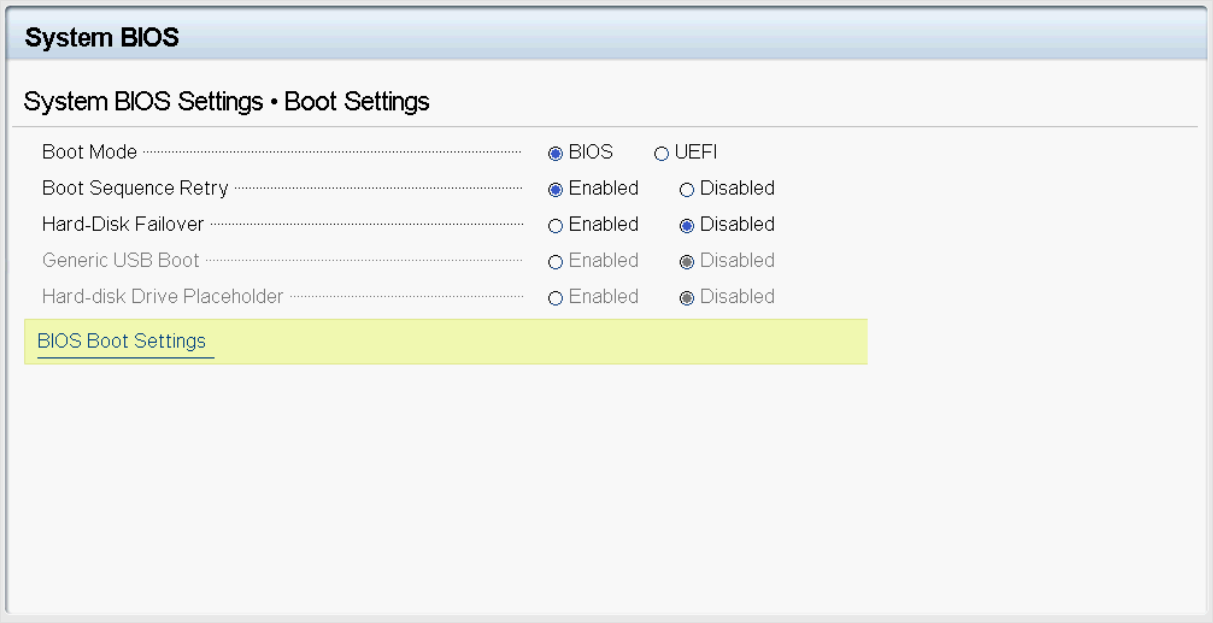 System BIOS
System BIOS Settings • Boot Settings
Boot Mode BIOS UEFI
Boot Sequence Retry Enabled Disabled
Hard-Disk Failover Enabled Disabled
Generic USB Boot Enabled Disabled
Hard-disk Drive Placeholder Enabled Disabled
BIOS Boot Settings